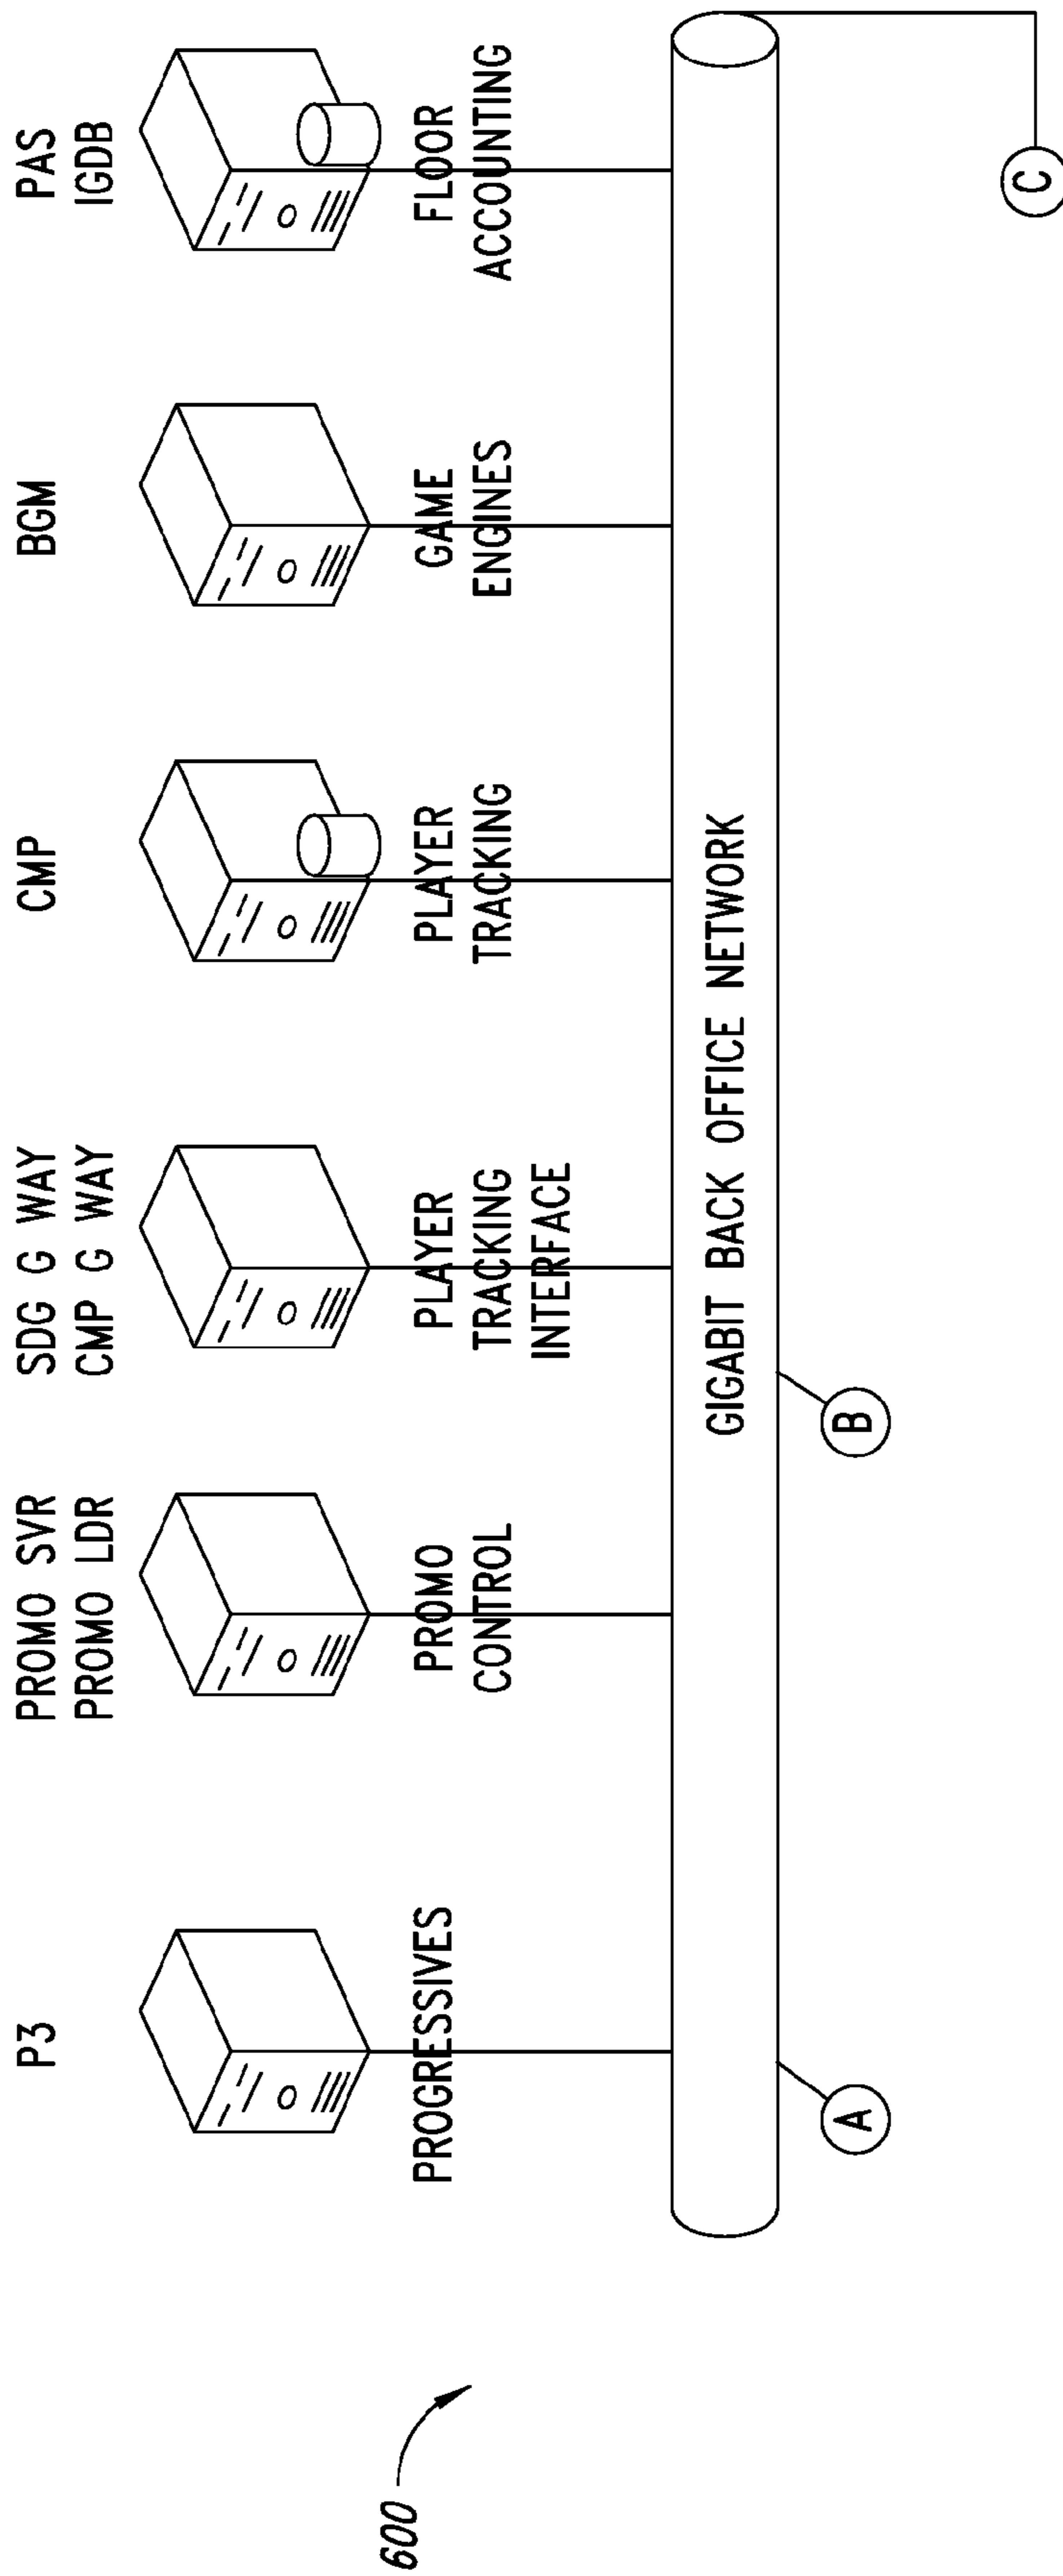 P3
PROMO SVR
PROMO LDR
SDG G WAY
CMP G WAY
CMP
BGM
PAS
IGDB
PROGRESSIVES
PROMO
CONTROL
PLAYER
TRACKING
INTERFACE
PLAYER
TRACKING
GAME
ENGINES
FLOOR
ACCOUNTING
GIGABIT BACK OFFICE NETWORK
600
A
B
C